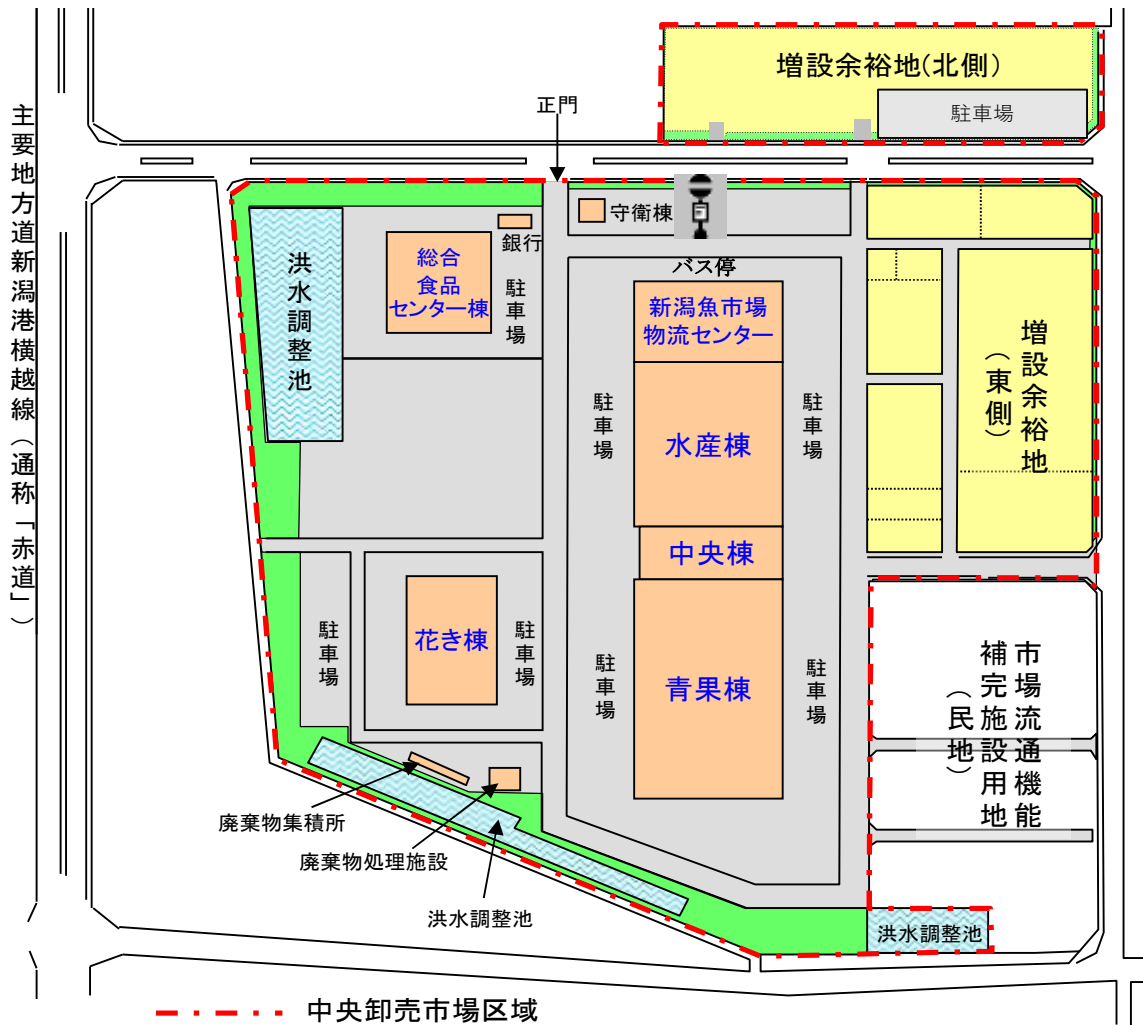 増設余裕地(北側)
駐車場
正門
主要地方道新潟港横越線(通称「赤道」)
守衛棟
銀行
総合
食品
センター棟
駐車場
洪水調整池
バス停
新潟魚市場
物流センター
駐車場
水産棟
駐車場
増設余裕地
(東側)
中央棟
駐車場
花き棟
駐車場
駐車場
青果棟
駐車場
市場流通機能
補完施設用地
(民地)
廃棄物集積所
廃棄物処理施設
洪水調整池
洪水調整池
中央卸売市場区域